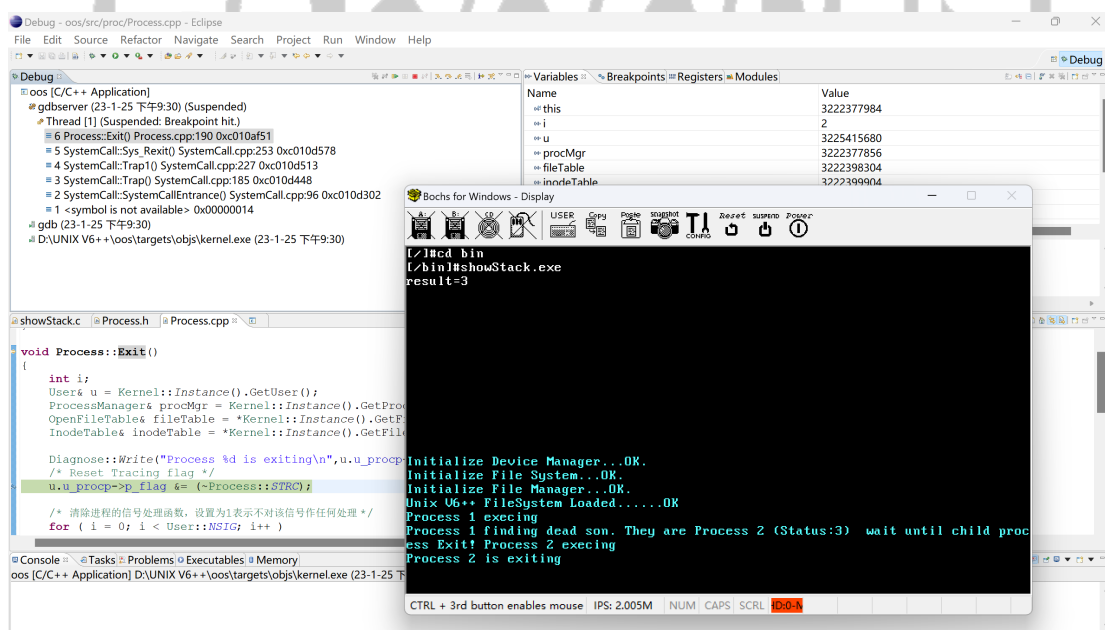 Debug - oos/src/proc/Process.cpp - Eclipse
File Edit Source Refactor Navigate Search Project Run Window Help
Debug
Debug
oos [C/C++ Application]
gdbserver (23-1-25 下午9:30) (Suspended)
Thread [1] (Suspended: Breakpoint hit.)
6 Process::Exit() Process.cpp:190 0xc010af51
5 SystemCall::Sys_Rexit() SystemCall.cpp:253 0xc010d578
4 SystemCall::Trap1() SystemCall.cpp:227 0xc010d513
3 SystemCall::Trap() SystemCall.cpp:185 0xc010d448
2 SystemCall::SystemCallEntrance() SystemCall.cpp:96 0xc010d302
1 <symbol is not available> 0x00000014
gdb (23-1-25 下午9:30)
D:\UNIX V6++\oos\targets\objs\kernel.exe (23-1-25 下午9:30)
Variables Breakpoints Registers Modules
Name Value
this 3222377984
i 2
u 3225415680
procMgr 3222377856
fileTable 3222398304
inodeTable 3222399904
Bochs for Windows - Display
A: B: CD USER Copy Paste snapshot CONFIG Reset SUSPEND Power
[/]#cd bin
[/bin]#showStack.exe
result=3
Initialize Device Manager...OK.
Initialize File System...OK.
Initialize File Manager...OK.
Unix V6++ FileSystem Loaded......OK
Process 1 execing
Process 1 finding dead son. They are Process 2 (Status:3)  wait until child proc
ess Exit! Process 2 execing
Process 2 is exiting
CTRL + 3rd button enables mouse IPS: 2.005M NUM CAPS SCRL HD:0-M
showStack.c Process.h Process.cpp
void Process::Exit()
{
int i;
User& u = Kernel::Instance().GetUser();
ProcessManager& procMgr = Kernel::Instance().GetProc
OpenFileTable& fileTable = *Kernel::Instance().GetF
InodeTable& inodeTable = *Kernel::Instance().GetFile
Diagnose::Write("Process %d is exiting\n",u.u_procp-
/* Reset Tracing flag */
u.u_procp->p_flag &= (~Process::STRC);
/* 清除进程的信号处理函数，设置为1表示不对该信号作任何处理 */
for ( i = 0; i < User::NSIG; i++ )
Console Tasks Problems Executables Memory
oos [C/C++ Application] D:\UNIX V6++\oos\targets\objs\kernel.exe (23-1-25 下